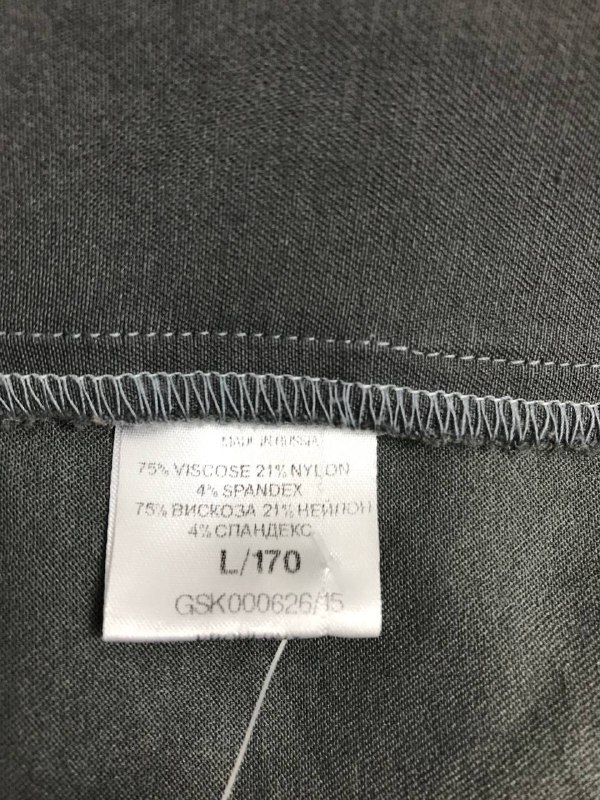 MADE IN RUSSIA
75% VISCOSE 21% NYLON
4% SPANDEX
75% ВИСКОЗА 21% НЕЙЛОН
4% СПАНДЕКС
L/170
GSK000626/15